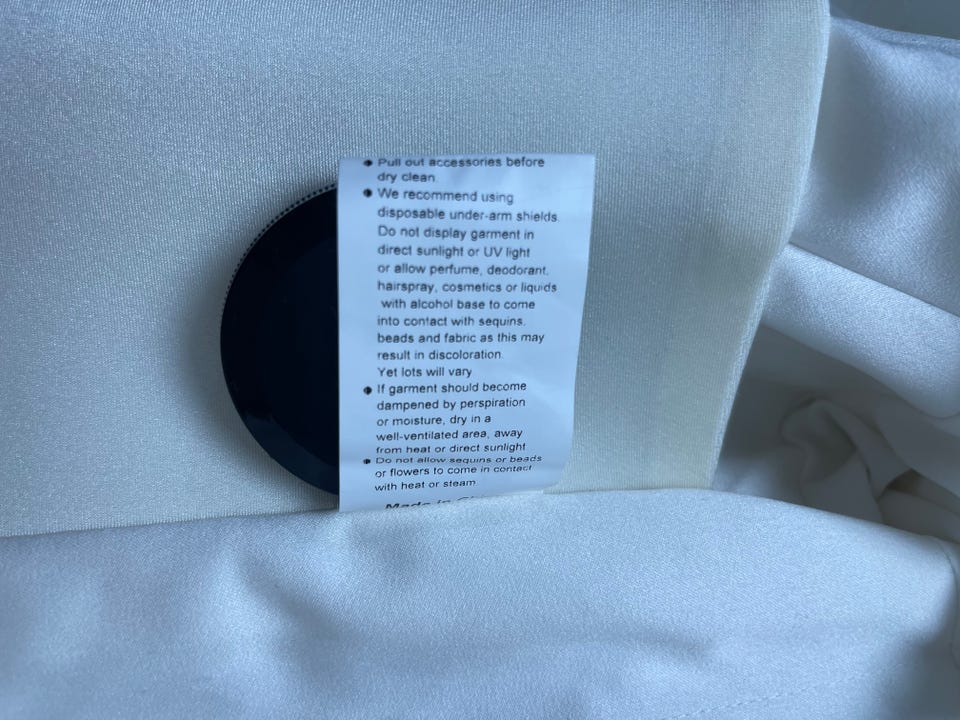 ● Pull out accessories before
dry clean.
● We recommend using
disposable under-arm shields.
Do not display garment in
direct sunlight or UV light
or allow perfume, deodorant,
hairspray, cosmetics or liquids
with alcohol base to come
into contact with sequins.
beads and fabric as this may
result in discoloration.
Yet lots will vary
● If garment should become
dampened by perspiration
or moisture, dry in a
well-ventilated area, away
from heat or direct sunlight
● Do not allow sequins or beads
or flowers to come in contact
with heat or steam
Made in